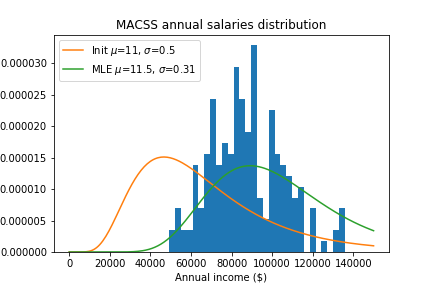 MACSS annual salaries distribution
Init μ=11, σ=0.5
MLE μ=11.5, σ=0.31
0.000030
0.000025
0.000020
0.000015
0.000010
0.000005
0.000000
0 20000 40000 60000 80000 100000 120000 140000
Annual income ($)